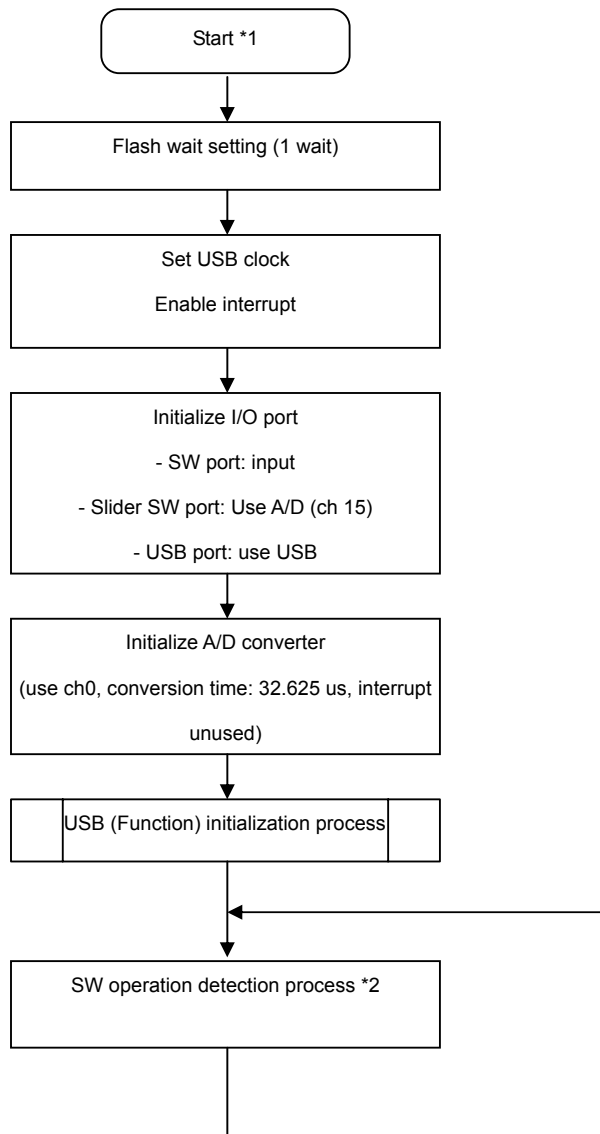 Start *1
Flash wait setting (1 wait)
Set USB clock
Enable interrupt
Initialize I/O port
- SW port: input
- Slider SW port: Use A/D (ch 15)
- USB port: use USB
Initialize A/D converter
(use ch0, conversion time: 32.625 us, interrupt
unused)
USB (Function) initialization process
SW operation detection process *2